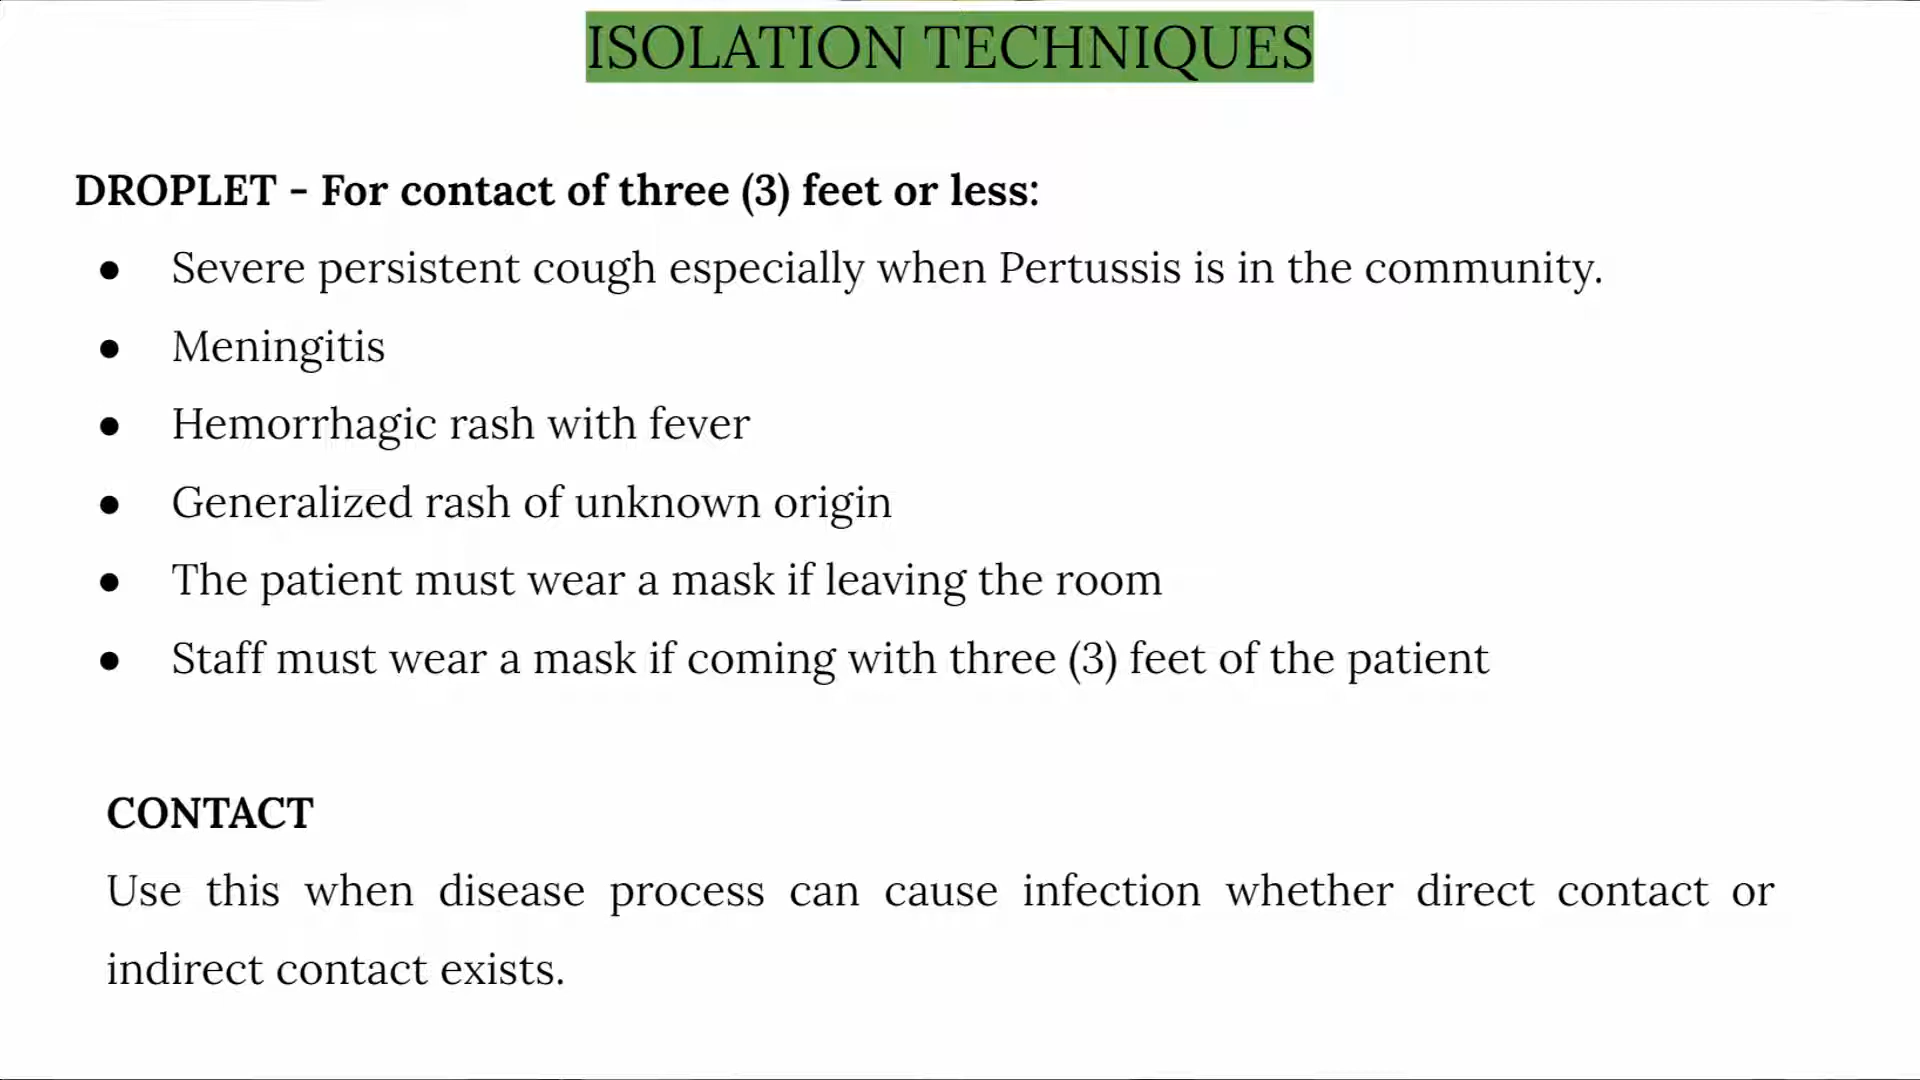 ISOLATION TECHNIQUES
DROPLET - For contact of three (3) feet or less:
● Severe persistent cough especially when Pertussis is in the community.
● Meningitis
● Hemorrhagic rash with fever
● Generalized rash of unknown origin
● The patient must wear a mask if leaving the room
● Staff must wear a mask if coming with three (3) feet of the patient
CONTACT
Use this when disease process can cause infection whether direct contact or
indirect contact exists.